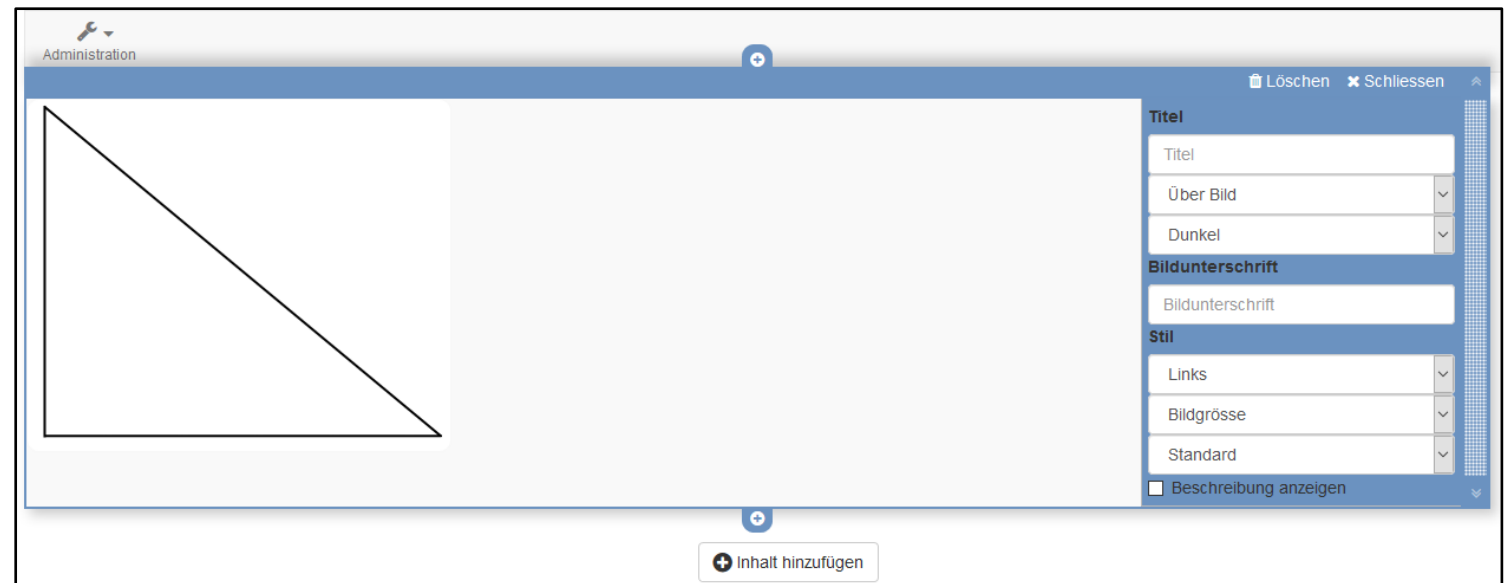 Administration
Löschen Schliessen
Titel
Titel
Über Bild
Dunkel
Bildunterschrift
Bildunterschrift
Stil
Links
Bildgrösse
Standard
Beschreibung anzeigen
Inhalt hinzufügen